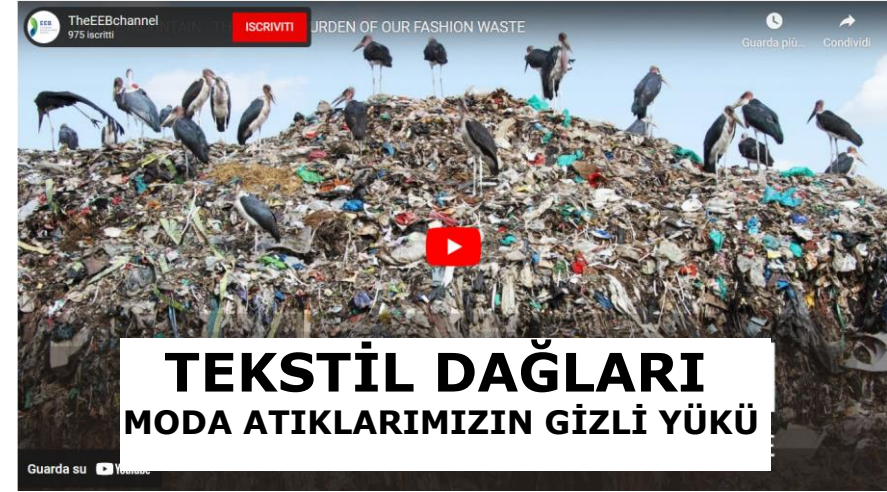 TheEEBchannel
975 iscritti
ISCRIVITI
OF OUR FASHION WASTE
Guarda più...
Condividi
TEKSTİL DAĞLARI
MODA ATIKLARIMIZIN GİZLİ YÜKÜ
Guarda su
YouTube